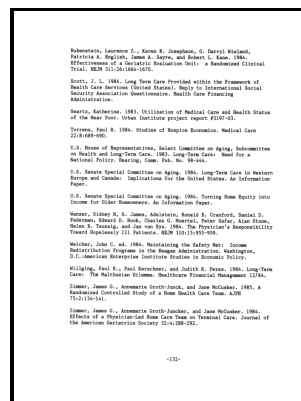 Rubenstein, Laurence Z., Karen R. Josephson, G. Darryl Wieland,
Patricia A. English, James A. Sayre, and Robert L. Kane. 1984.
Effectiveness of a Geriatric Evaluation Unit: a Randomized Clinical
Trial. NEJM 311:26:1664-1670.
Scott, J. L. 1984. Long Term Care Provided within the Framework of
Health Care Services (United States). Reply to International Social
Security Association Questionnaire. Health Care Financing
Administration.
Swartz, Katherine. 1983. Utilization of Medical Care and Health Status
of the Near Poor. Urban Institute project report #3197-03.
Torrens, Paul R. 1984. Studies of Hospice Economics. Medical Care
22:8:689-690.
U.S. House of Representatives, Select Committee on Aging, Subcommittee
on Health and Long-Term Care. 1983. Long-Term Care: Need for a
National Policy. Hearing, Comm. Pub. No. 98-444.
U.S. Senate Special Committee on Aging. 1984. Long-Term Care in Western
Europe and Canada: Implications for the United States. An Information
Paper.
U.S. Senate Special Committee on Aging. 1984. Turning Home Equity into
Income for Older Homeowners. An Information Paper.
Wanzer, Sidney H, S. James, Adelstein, Ronald E. Cranford, Daniel D.
Federman, Edward D. Hook, Charles G. Moertel, Peter Safar, Alan Stone,
Helen B. Taussig, and Jan van Eys. 1984. The Physician's Responsibility
Toward Hopelessly Ill Patients. NEJM 310:15:955-959.
Weicher, John C. ed. 1984. Maintaining the Safety Net: Income
Redistribution Programs in the Reagan Administration. Washington,
D.C.:American Enterprise Institute Studies in Economic Policy.
Willging, Paul R., Paul Kerschner, and Judith E. Peres. 1984. Long-Term
Care: The Malthusian Dilemma. Healthcare Financial Management 12/84.
Zimmer, James G., Annemarie Groth-Junck, and Jane McCusker. 1985. A
Randomized Controlled Study of a Home Health Care Team. AJPH
75:2:134-141.
Zimmer, James G., Annemarie Groth-Juncker, and Jane McCusker. 1984.
Effects of a Physician-Led Home Care Team on Terminal Care. Journal of
the American Geriatrics Society 32:4:288-292.
-132-